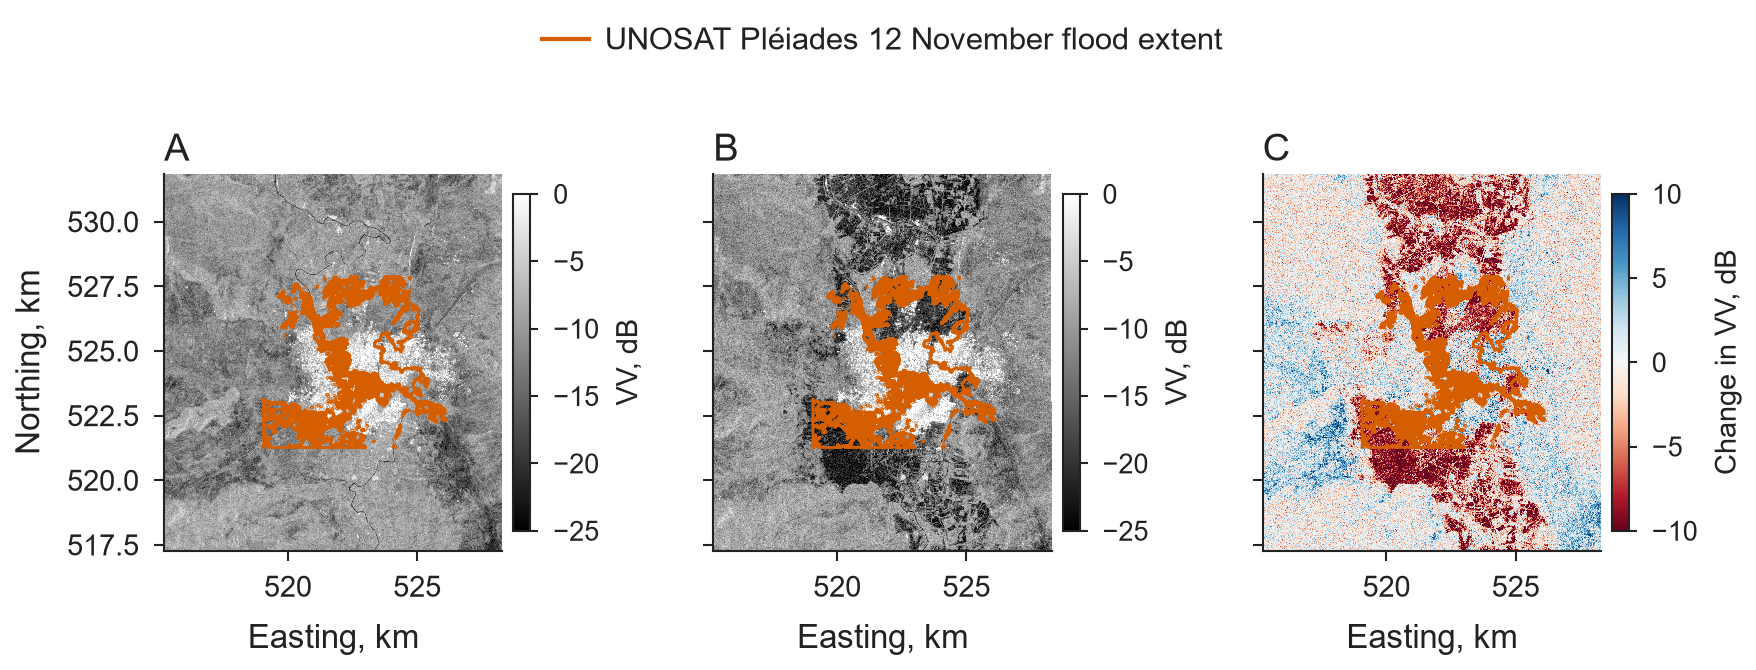 UNOSAT Pléiades 12 November flood extent
A
B
C
Northing, km
530.0
527.5
525.0
522.5
520.0
517.5
520
525
Easting, km
0
−5
−10
−15
−20
−25
VV, dB
520
525
Easting, km
0
−5
−10
−15
−20
−25
VV, dB
520
525
Easting, km
10
5
0
−5
−10
Change in VV, dB